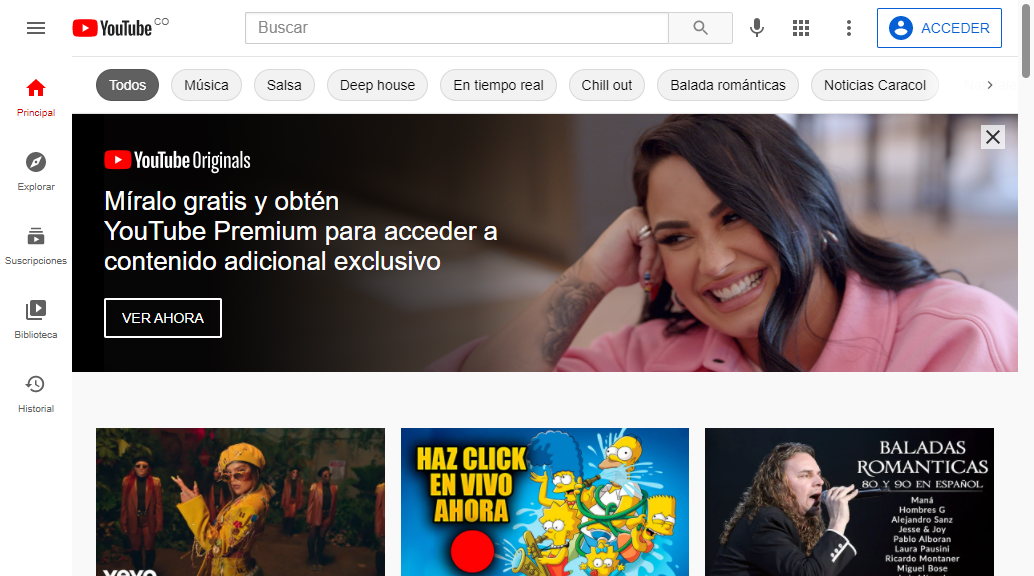 YouTube CO
Buscar
ACCEDER
Todos
Música
Salsa
Deep house
En tiempo real
Chill out
Balada románticas
Noticias Caracol
Principal
Explorar
Suscripciones
Biblioteca
Historial
YouTube Originals
Míralo gratis y obtén
YouTube Premium para acceder a
contenido adicional exclusivo
VER AHORA
vevo
HAZ CLICK
EN VIVO
AHORA
BALADAS
ROMANTICAS
80 Y 90 EN ESPAÑOL
Maná
Hombres G
Alejandro Sanz
Jesse & Joy
Pablo Alboran
Laura Pausini
Ricardo Montaner
Miguel Bose